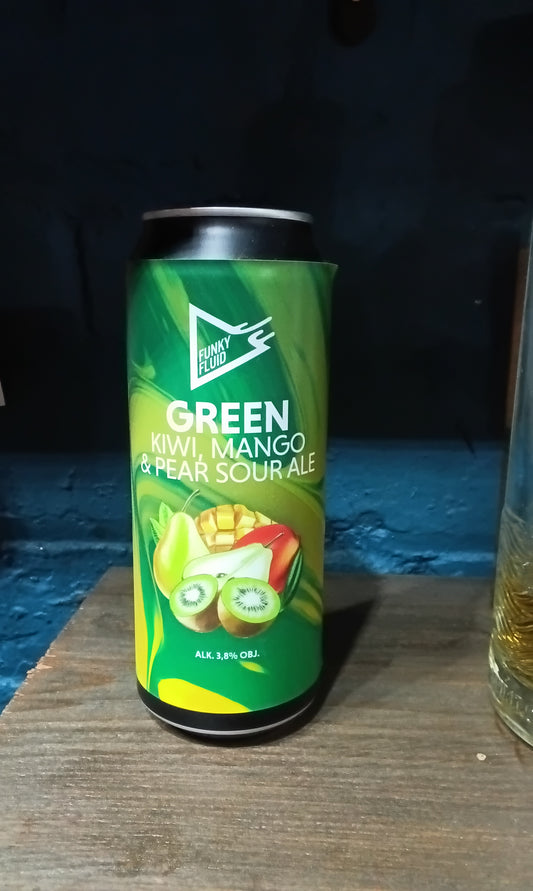 FUNKY
FLUID
GREEN
KIWI, MANGO
& PEAR SOUR ALE
ALK. 3,8% OBJ.